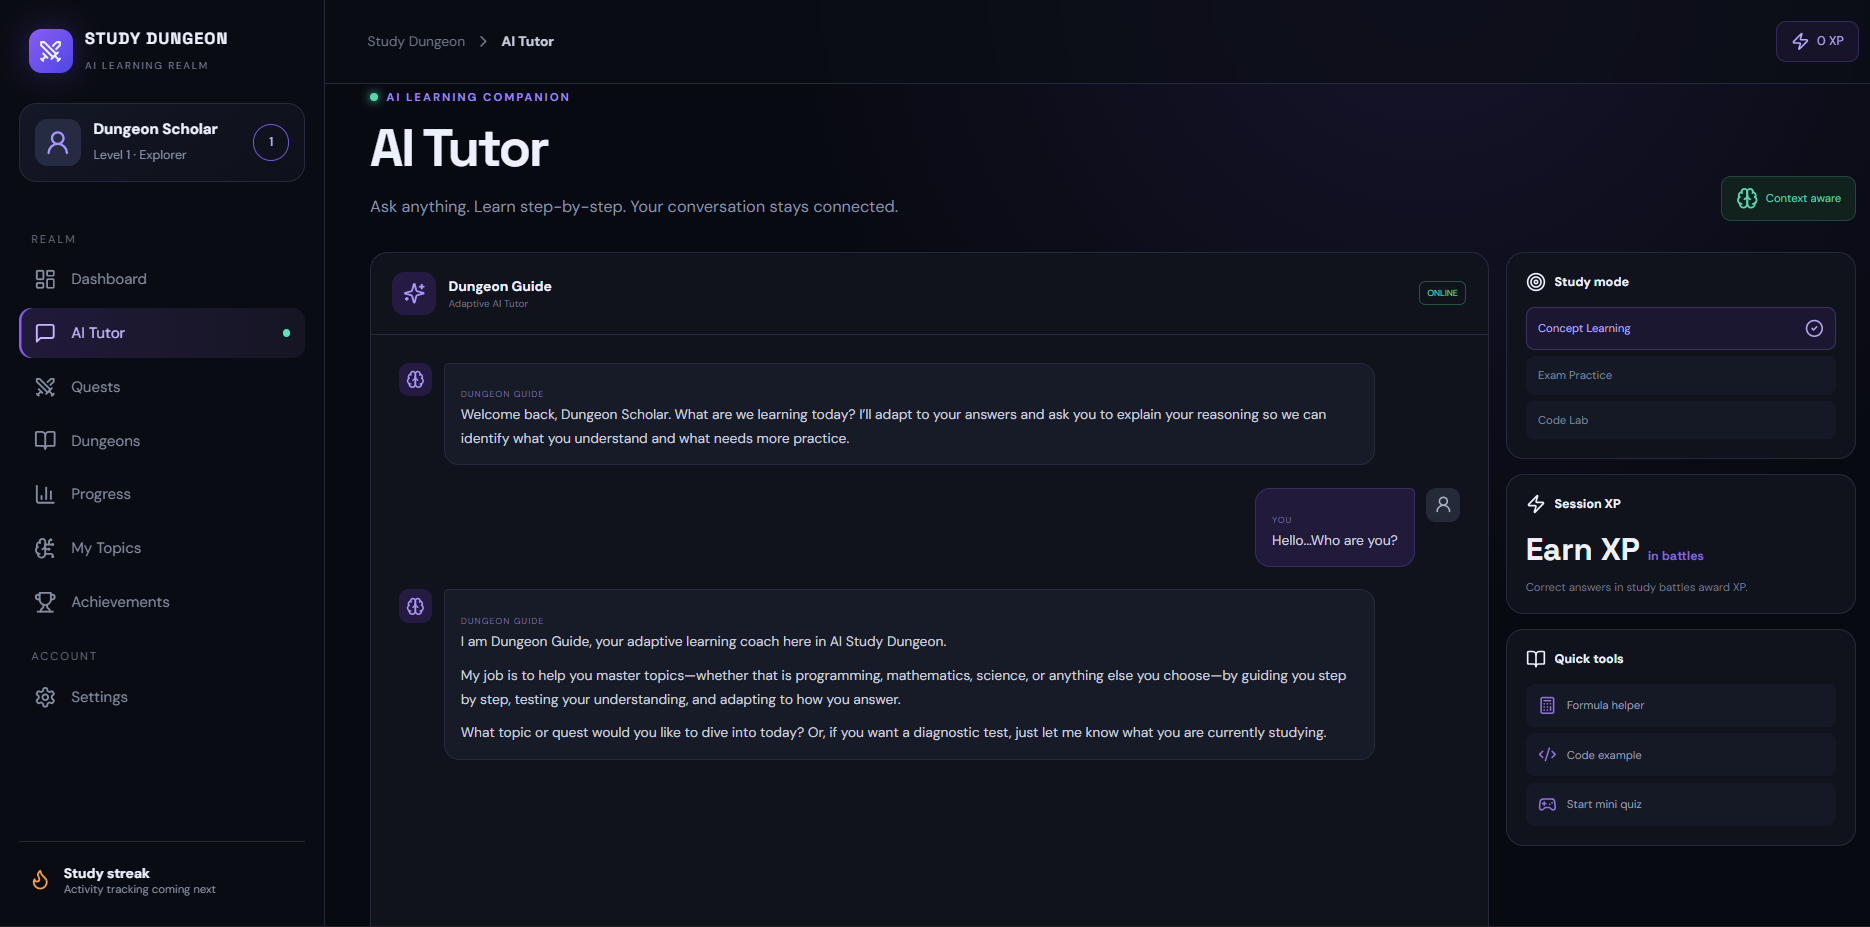 STUDY DUNGEON
AI LEARNING REALM
Dungeon Scholar
Level 1 · Explorer
1
REALM
Dashboard
AI Tutor
Quests
Dungeons
Progress
My Topics
Achievements
ACCOUNT
Settings
Study streak
Activity tracking coming next
Study Dungeon > AI Tutor
0 XP
AI LEARNING COMPANION
AI Tutor
Ask anything. Learn step-by-step. Your conversation stays connected.
Context aware
Dungeon Guide
Adaptive AI Tutor
ONLINE
DUNGEON GUIDE
Welcome back, Dungeon Scholar. What are we learning today? I'll adapt to your answers and ask you to explain your reasoning so we can
identify what you understand and what needs more practice.
YOU
Hello...Who are you?
DUNGEON GUIDE
I am Dungeon Guide, your adaptive learning coach here in AI Study Dungeon.
My job is to help you master topics—whether that is programming, mathematics, science, or anything else you choose—by guiding you step
by step, testing your understanding, and adapting to how you answer.
What topic or quest would you like to dive into today? Or, if you want a diagnostic test, just let me know what you are currently studying.
Study mode
Concept Learning
Exam Practice
Code Lab
Session XP
Earn XP in battles
Correct answers in study battles award XP.
Quick tools
Formula helper
Code example
Start mini quiz